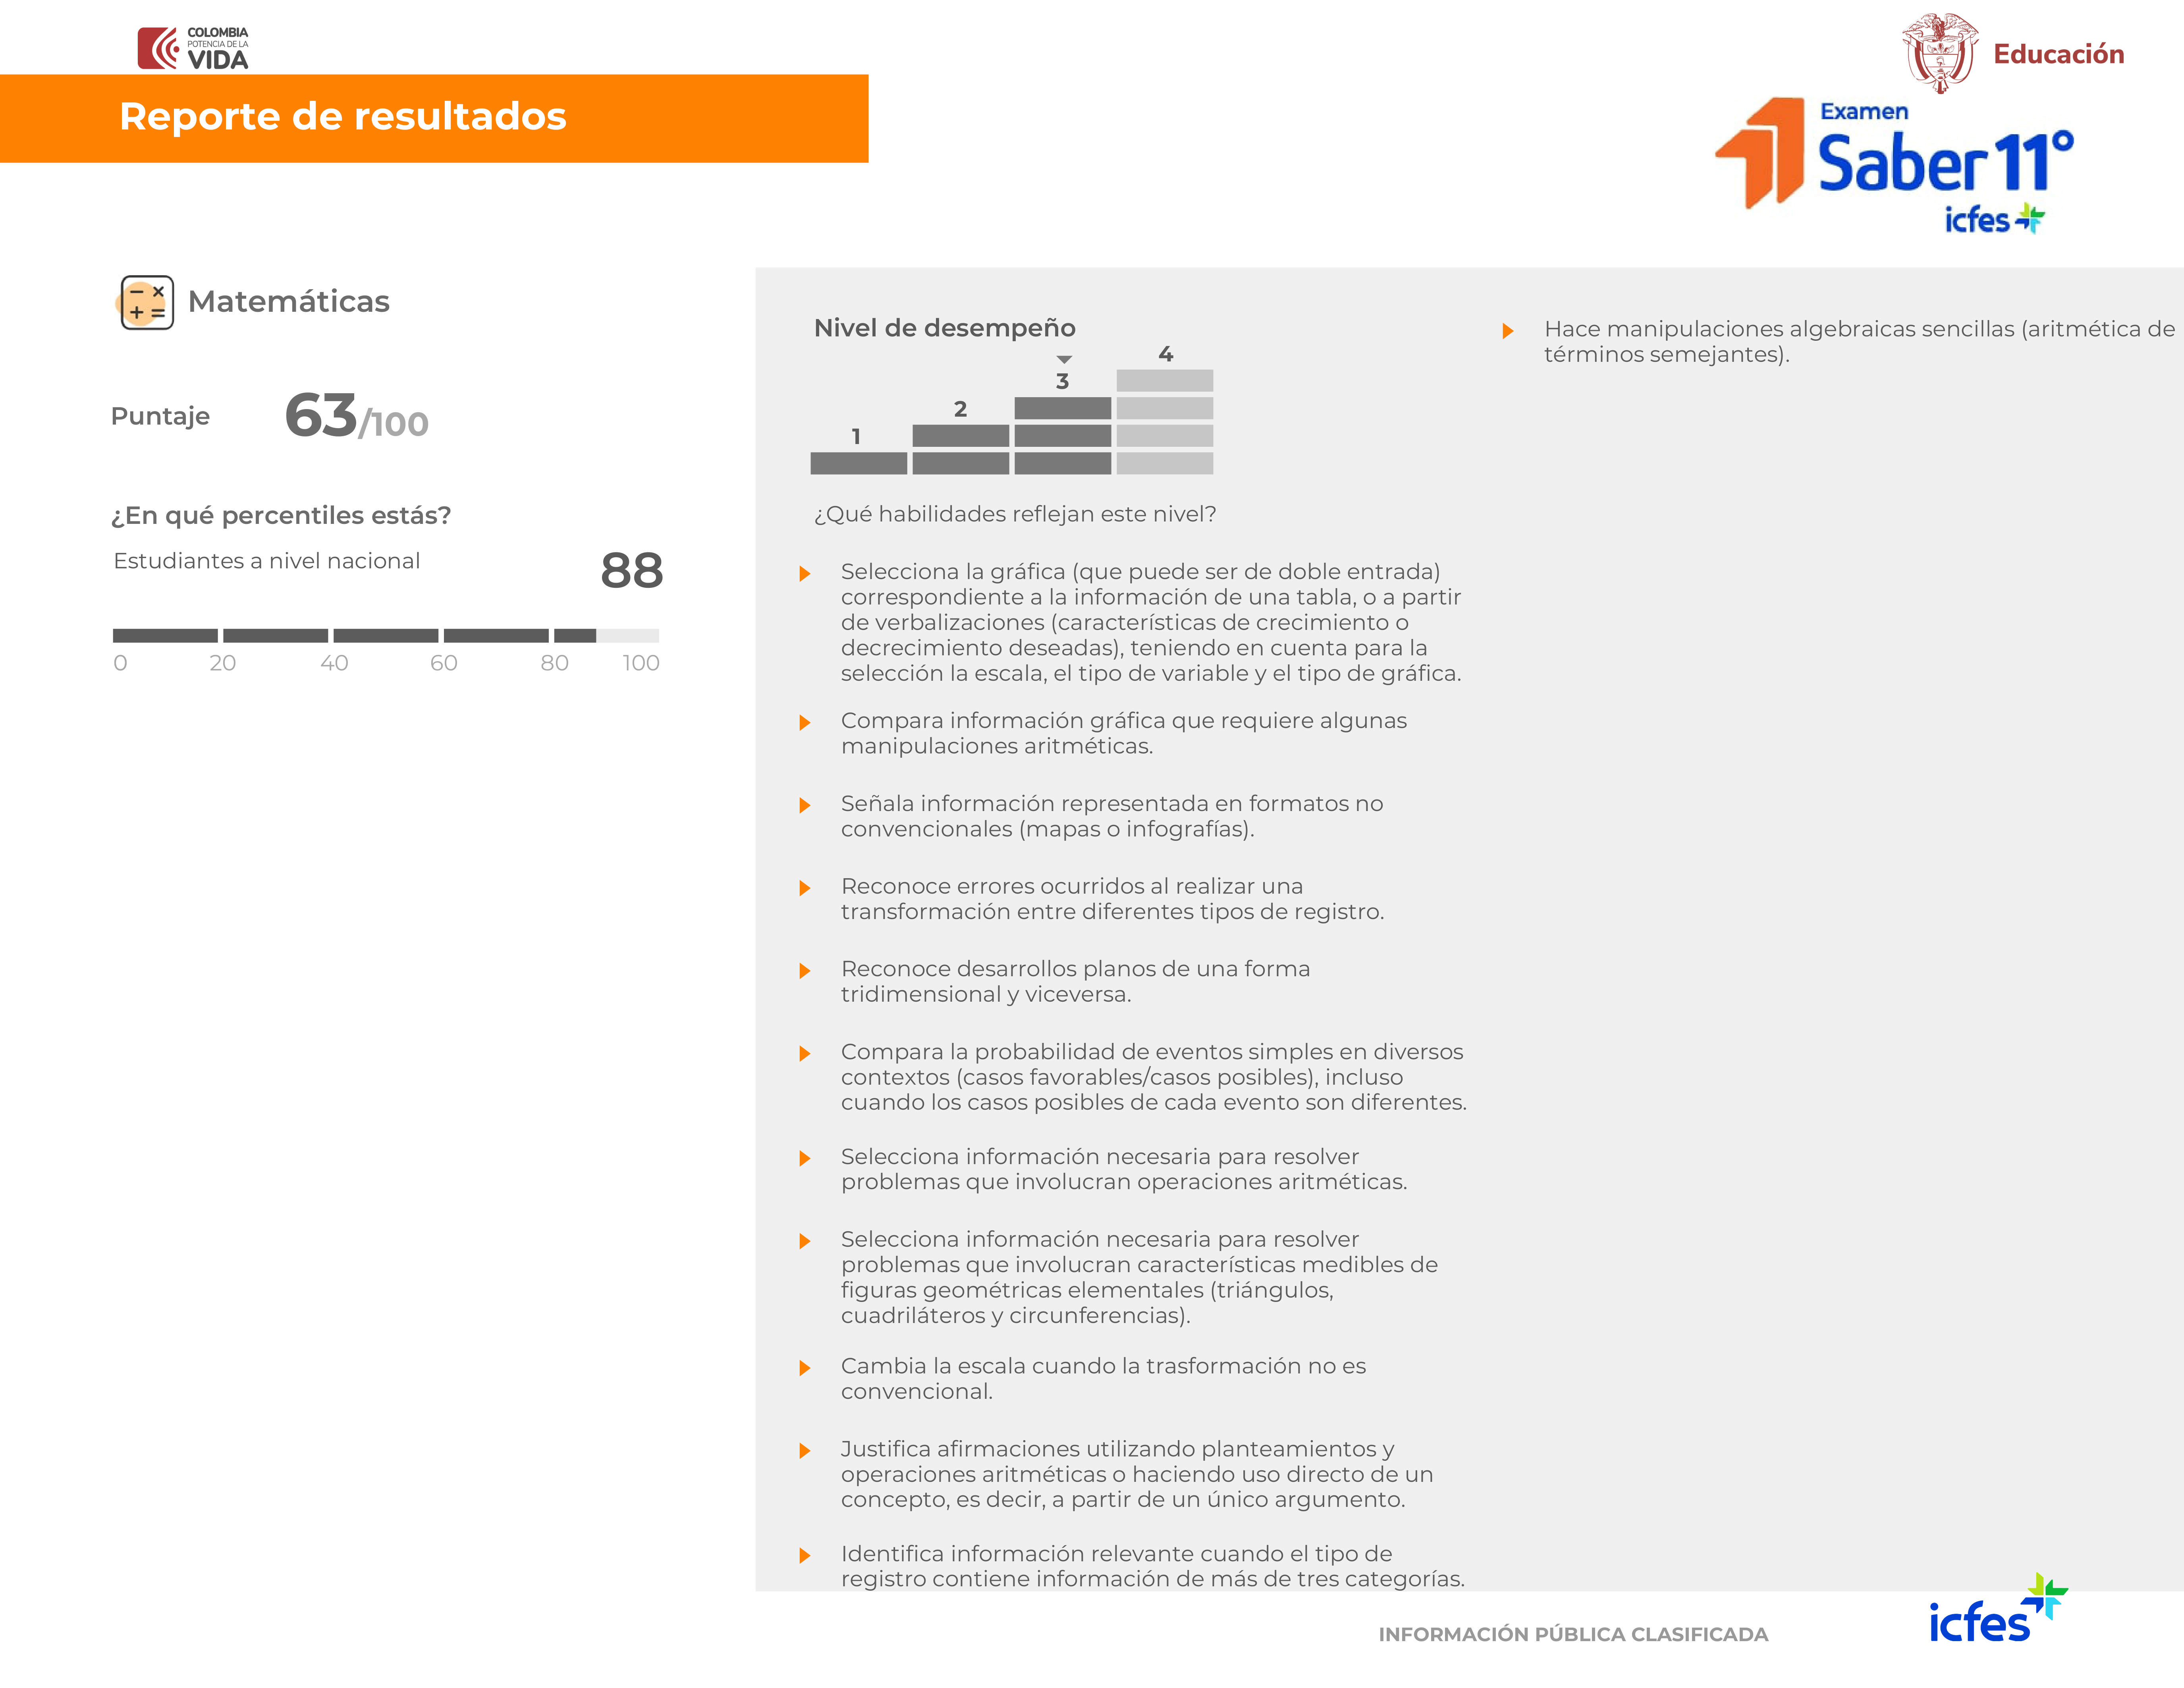 COLOMBIA
POTENCIA DE LA
VIDA
Educación
Reporte de resultados
Examen
Saber 11°
icfes
Matemáticas
Puntaje 63/100
¿En qué percentiles estás?
Estudiantes a nivel nacional 88
0 20 40 60 80 100
Nivel de desempeño
1 2 3 4
¿Qué habilidades reflejan este nivel?
Selecciona la gráfica (que puede ser de doble entrada)
correspondiente a la información de una tabla, o a partir
de verbalizaciones (características de crecimiento o
decrecimiento deseadas), teniendo en cuenta para la
selección la escala, el tipo de variable y el tipo de gráfica.
Compara información gráfica que requiere algunas
manipulaciones aritméticas.
Señala información representada en formatos no
convencionales (mapas o infografías).
Reconoce errores ocurridos al realizar una
transformación entre diferentes tipos de registro.
Reconoce desarrollos planos de una forma
tridimensional y viceversa.
Compara la probabilidad de eventos simples en diversos
contextos (casos favorables/casos posibles), incluso
cuando los casos posibles de cada evento son diferentes.
Selecciona información necesaria para resolver
problemas que involucran operaciones aritméticas.
Selecciona información necesaria para resolver
problemas que involucran características medibles de
figuras geométricas elementales (triángulos,
cuadriláteros y circunferencias).
Cambia la escala cuando la trasformación no es
convencional.
Justifica afirmaciones utilizando planteamientos y
operaciones aritméticas o haciendo uso directo de un
concepto, es decir, a partir de un único argumento.
Identifica información relevante cuando el tipo de
registro contiene información de más de tres categorías.
Hace manipulaciones algebraicas sencillas (aritmética de
términos semejantes).
INFORMACIÓN PÚBLICA CLASIFICADA
icfes